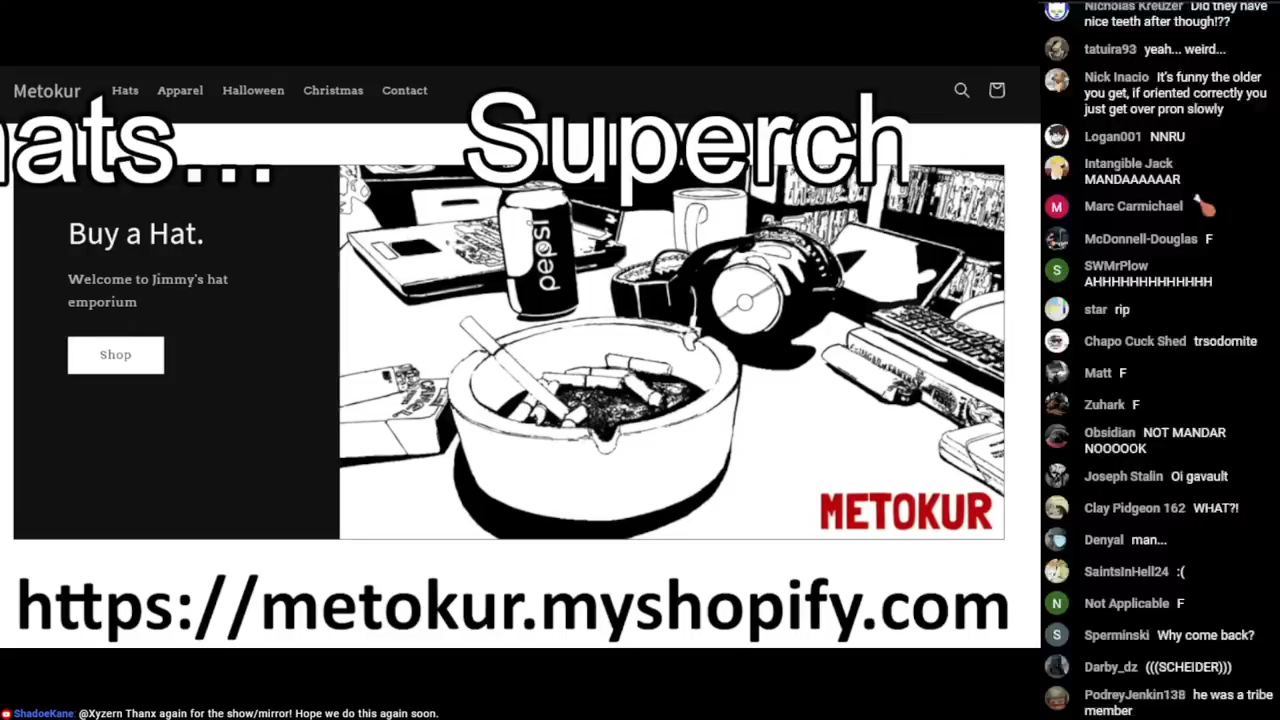 Metokur
Hats
Apparel
Halloween
Christmas
Contact
hats...
Superch
Buy a Hat.
Welcome to Jimmy's hat
emporium
Shop
pepsi
METOKUR
https://metokur.myshopify.com
Nicholas Kreuzer Did they have
nice teeth after though!??
tatuira93 yeah... weird...
Nick Inacio It's funny the older
you get, if oriented correctly you
just get over pron slowly
Logan001 NNRU
Intangible Jack
MANDAAAAAR
Marc Carmichael 🍗
McDonnell-Douglas F
SWMrPlow
AHHHHHHHHHHHHH
star rip
Chapo Cuck Shed trsodomite
Matt F
Zuhark F
Obsidian NOT MANDAR
NOOOOOK
Joseph Stalin Oi gavault
Clay Pidgeon 162 WHAT?!
Denyal man...
SaintsInHell24 :(
N
Not Applicable F
S
Sperminski Why come back?
Darby_dz (((SCHEIDER)))
PodreyJenkin138 he was a tribe
member
ShadoeKane: @Xyzern Thanx again for the show/mirror! Hope we do this again soon.